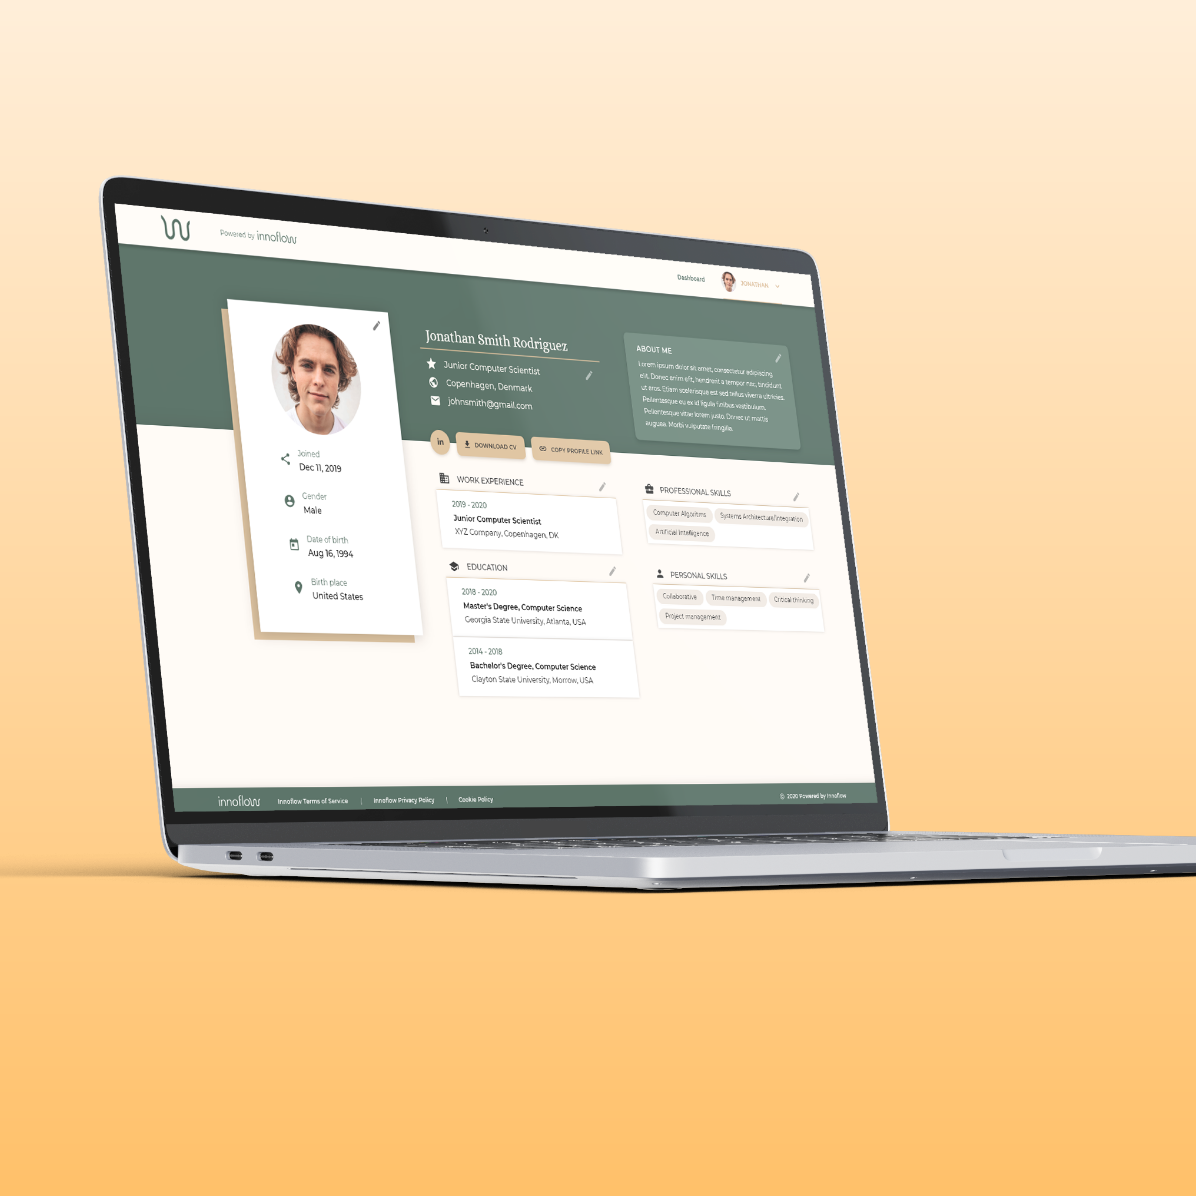 Powered by innoflow
Dashboard
JONATHAN
Joined
Dec 11, 2019
Gender
Male
Date of birth
Aug 16, 1994
Birth place
United States
Jonathan Smith Rodriguez
Junior Computer Scientist
Copenhagen, Denmark
johnsmith@gmail.com
in
DOWNLOAD CV
COPY PROFILE LINK
ABOUT ME
Lorem ipsum dolor sit amet, consectetur adipiscing
elit. Donec enim elit, hendrerit a tempor nec, tincidunt
ut eros. Etiam scelerisque est sed tellus viverra ultricies.
Pellentesque eu ex id ligula finibus vestibulum.
Pellentesque vitae lorem justo. Donec ut mattis
augue. Morbi vulputate fringilla.
WORK EXPERIENCE
2019 - 2020
Junior Computer Scientist
XYZ Company, Copenhagen, DK
EDUCATION
2018 - 2020
Master's Degree, Computer Science
Georgia State University, Atlanta, USA
2014 - 2018
Bachelor's Degree, Computer Science
Clayton State University, Morrow, USA
PROFESSIONAL SKILLS
Computer Systems Architecture/Integration
Artificial Intelligence
PERSONAL SKILLS
Collaborative Time management Critical thinking
Project management
innoflow Innoflow Terms of Service | Innoflow Privacy Policy | Cookie Policy
© 2020 Powered by Innoflow